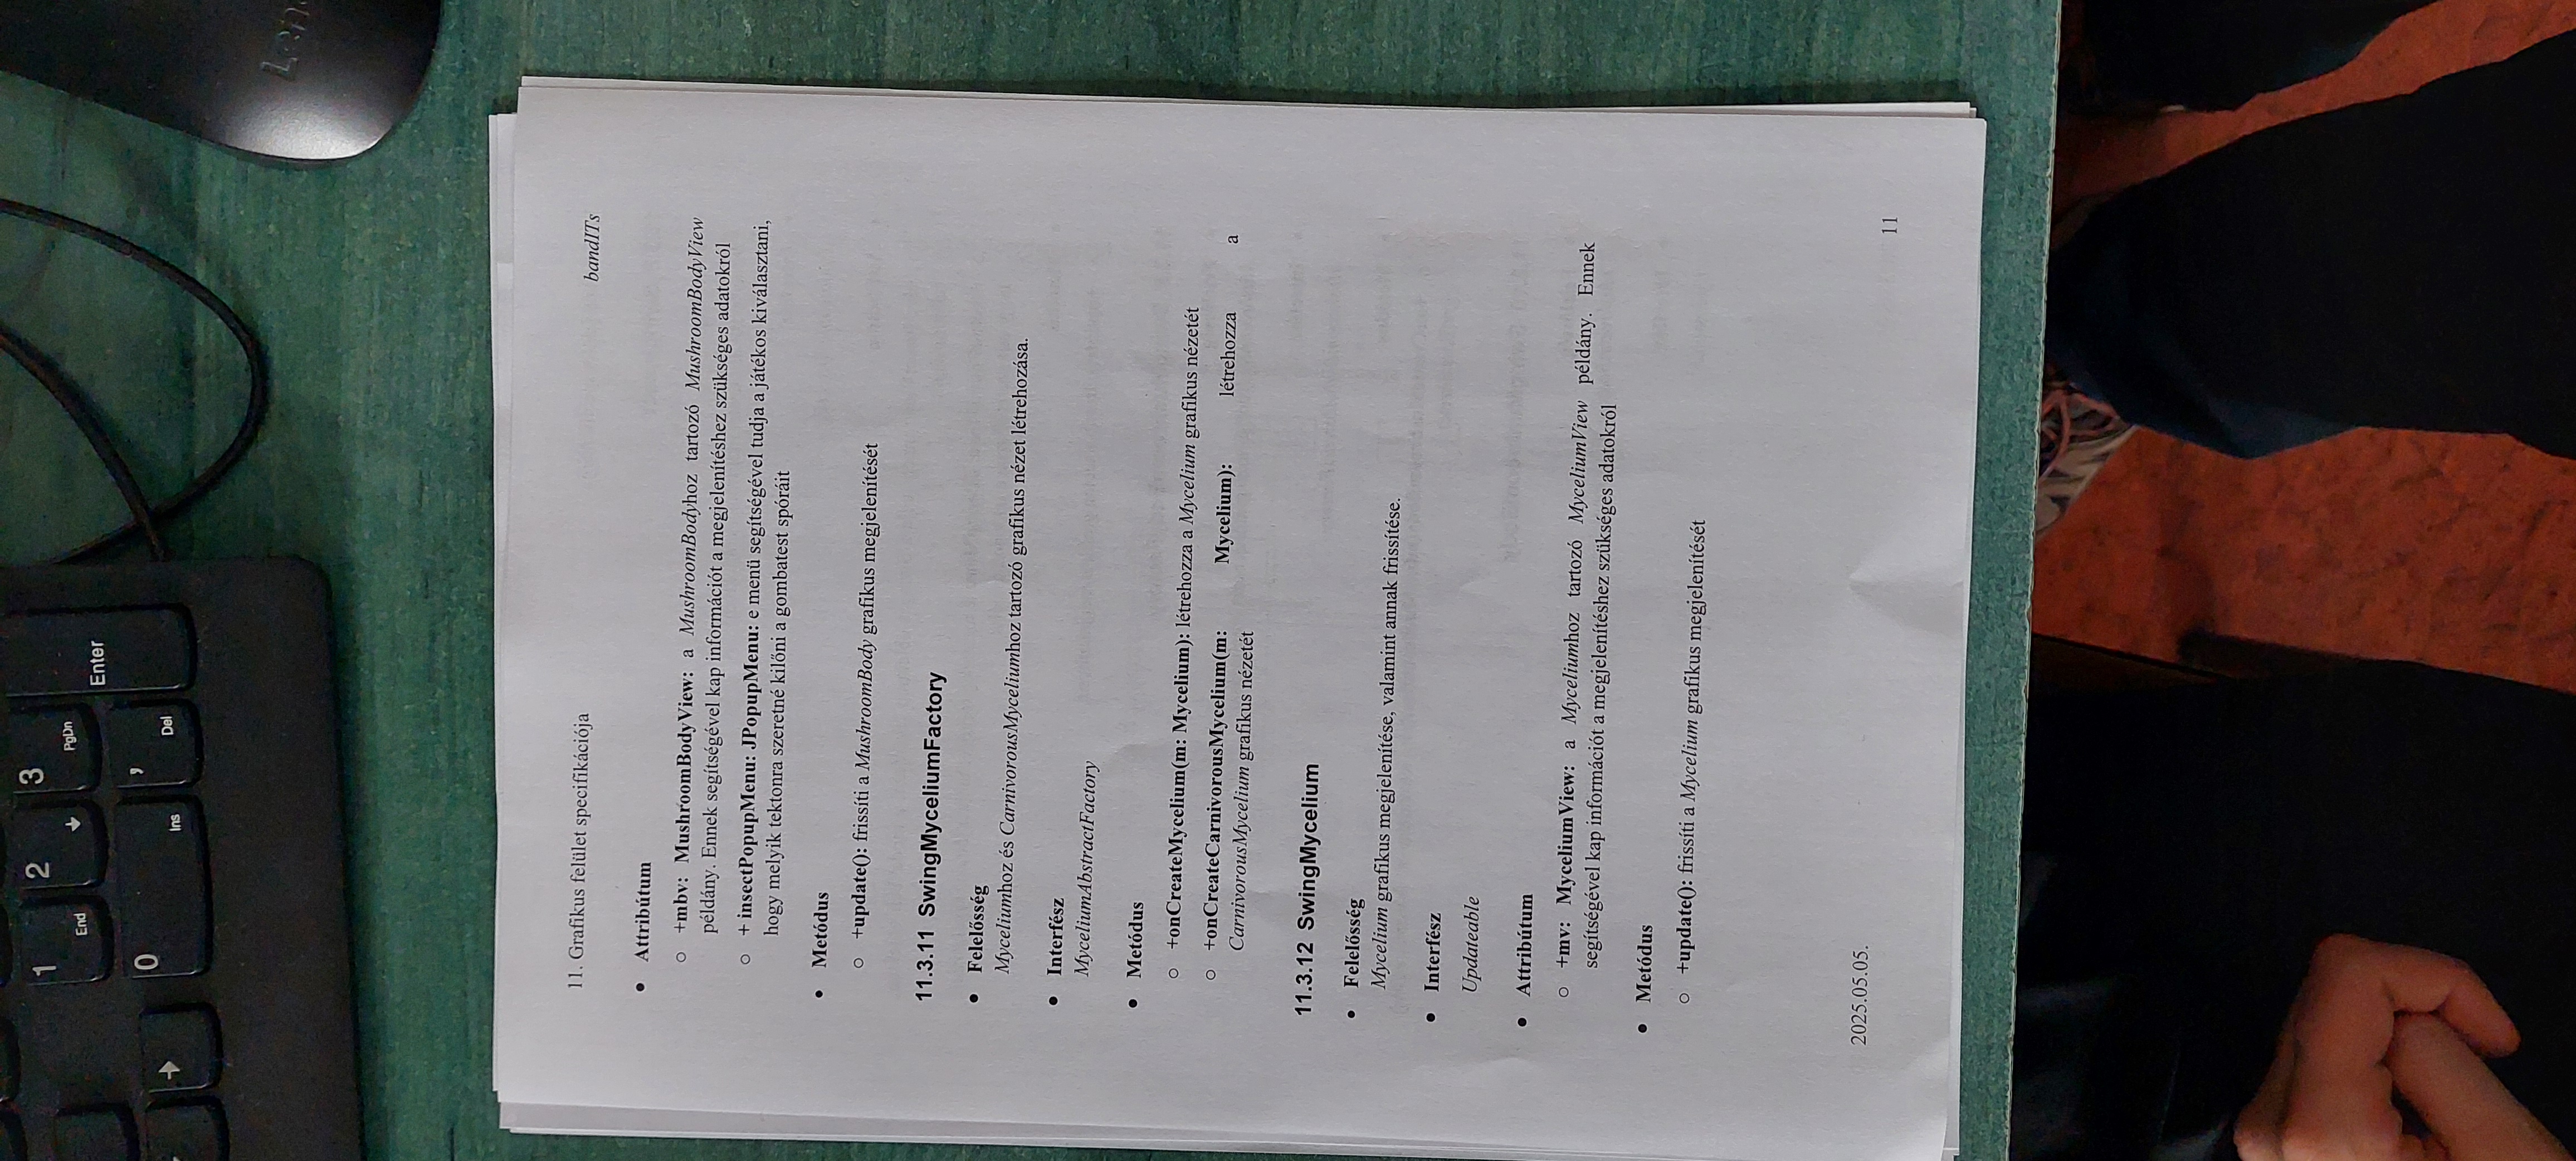 1
End
2
3
PgDn
Enter
0
Ins
,
Del
11. Grafikus felület specifikációja
bandITs
• Attribútum
○ +mbv: MushroomBodyView: a MushroomBodyhoz tartozó MushroomBodyView
példány. Ennek segítségével kap információt a megjelenítéshez szükséges adatokról
○ + insectPopupMenu: JPopupMenu: e menü segítségével tudja a játékos kiválasztani,
hogy melyik tektonra szeretné kilőni a gombatest spóráit
• Metódus
○ +update(): frissíti a MushroomBody grafikus megjelenítését
11.3.11 SwingMyceliumFactory
• Felelősség
Myceliumhoz és CarnivorousMyceliumhoz tartozó grafikus nézet létrehozása.
• Interfész
MyceliumAbstractFactory
• Metódus
○ +onCreateMycelium(m: Mycelium): létrehozza a Mycelium grafikus nézetét
○ +onCreateCarnivorousMycelium(m: Mycelium): létrehozza a
CarnivorousMycelium grafikus nézetét
11.3.12 SwingMycelium
• Felelősség
Mycelium grafikus megjelenítése, valamint annak frissítése.
• Interfész
Updateable
• Attribútum
○ +mv: MyceliumView: a Myceliumhoz tartozó MyceliumView példány. Ennek
segítségével kap információt a megjelenítéshez szükséges adatokról
• Metódus
○ +update(): frissíti a Mycelium grafikus megjelenítését
2025.05.05.
11